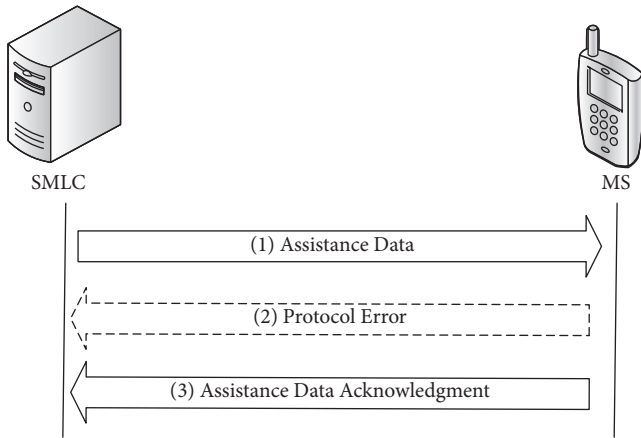 SMLC
MS
(1) Assistance Data
(2) Protocol Error
(3) Assistance Data Acknowledgment